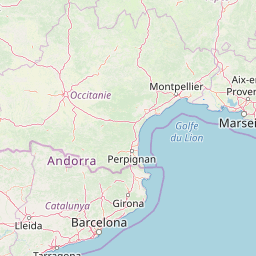 Montpellier
Aix-en
Proven
Occitanie
Marsei
Golfe
du Lion
Andorra
Perpignan
Catalunya
Girona
Lleida
Barcelona
Tarragona